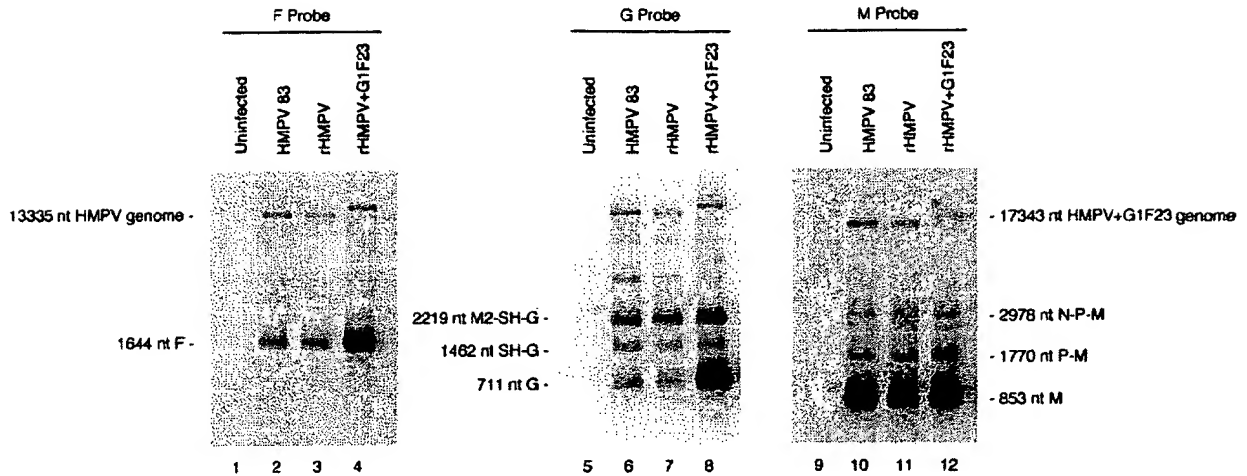 F Probe
G Probe
M Probe
Uninfected
HMPV 83
rHMPV
rHMPV+G1F23
Uninfected
HMPV 83
rHMPV
rHMPV+G1F23
Uninfected
HMPV 83
rHMPV
rHMPV+G1F23
13335 nt HMPV genome -
1644 nt F -
2219 nt M2-SH-G -
1462 nt SH-G -
711 nt G -
- 17343 nt HMPV+G1F23 genome
- 2978 nt N-P-M
- 1770 nt P-M
- 853 nt M
1 2 3 4
5 6 7 8
9 10 11 12